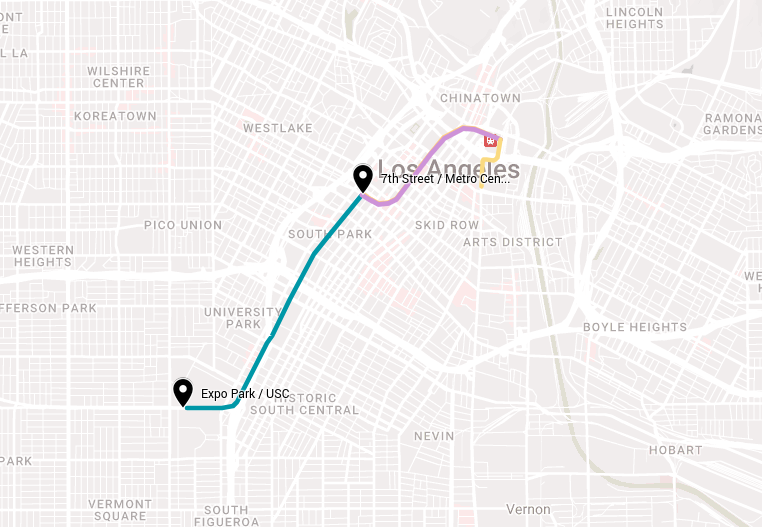 LINCOLN
HEIGHTS
ONT
E
LA
WILSHIRE
CENTER
CHINATOWN
KOREATOWN
RAMONA
GARDENS
WESTLAKE
Los Angeles
7th Street / Metro Cen...
PICO UNION
SOUTH PARK
SKID ROW
ARTS DISTRICT
WESTERN
HEIGHTS
WE
H
FFERSON PARK
UNIVERSITY
PARK
BOYLE HEIGHTS
Expo Park / USC
HISTORIC
SOUTH CENTRAL
NEVIN
HOBART
PARK
VERMONT
SQUARE
SOUTH
FIGUEROA
Vernon